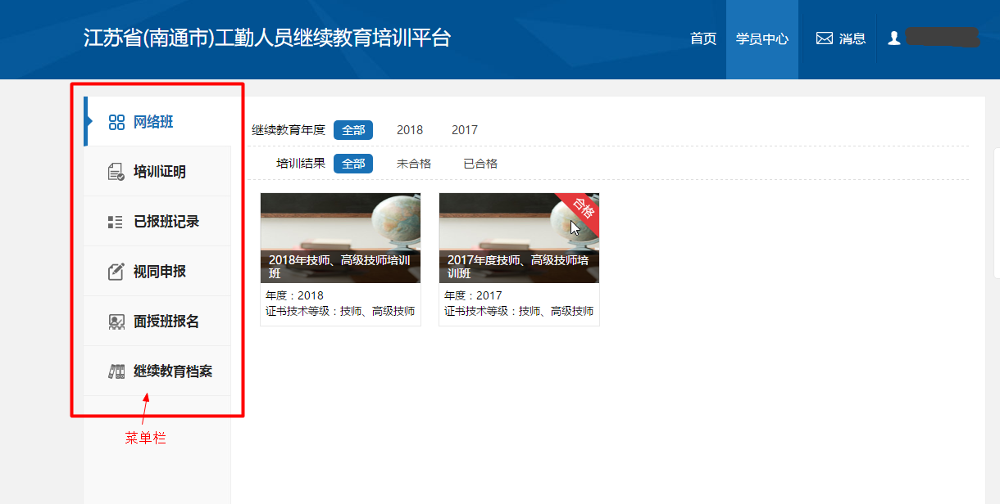 江苏省(南通市)工勤人员继续教育培训平台
首页 学员中心 消息
网络班
培训证明
已报班记录
视同申报
面授班报名
继续教育档案
菜单栏
继续教育年度 全部 2018 2017
培训结果 全部 未合格 已合格
2018年技师、高级技师培训
班
年度：2018
证书技术等级：技师、高级技师
合格
2017年度技师、高级技师培
训班
年度：2017
证书技术等级：技师、高级技师